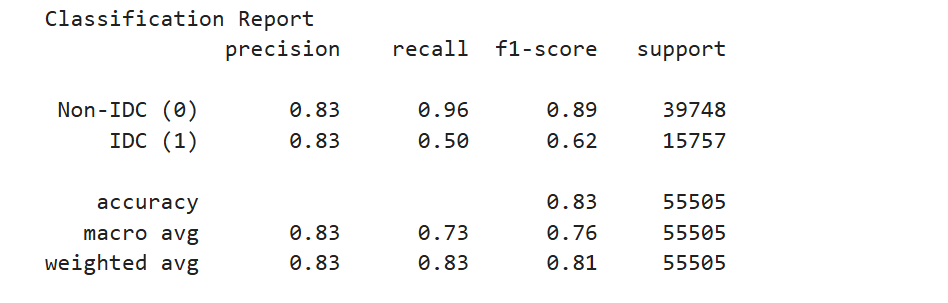 Classification Report
precision recall f1-score support
Non-IDC (0) 0.83 0.96 0.89 39748
IDC (1) 0.83 0.50 0.62 15757
accuracy 0.83 55505
macro avg 0.83 0.73 0.76 55505
weighted avg 0.83 0.83 0.81 55505